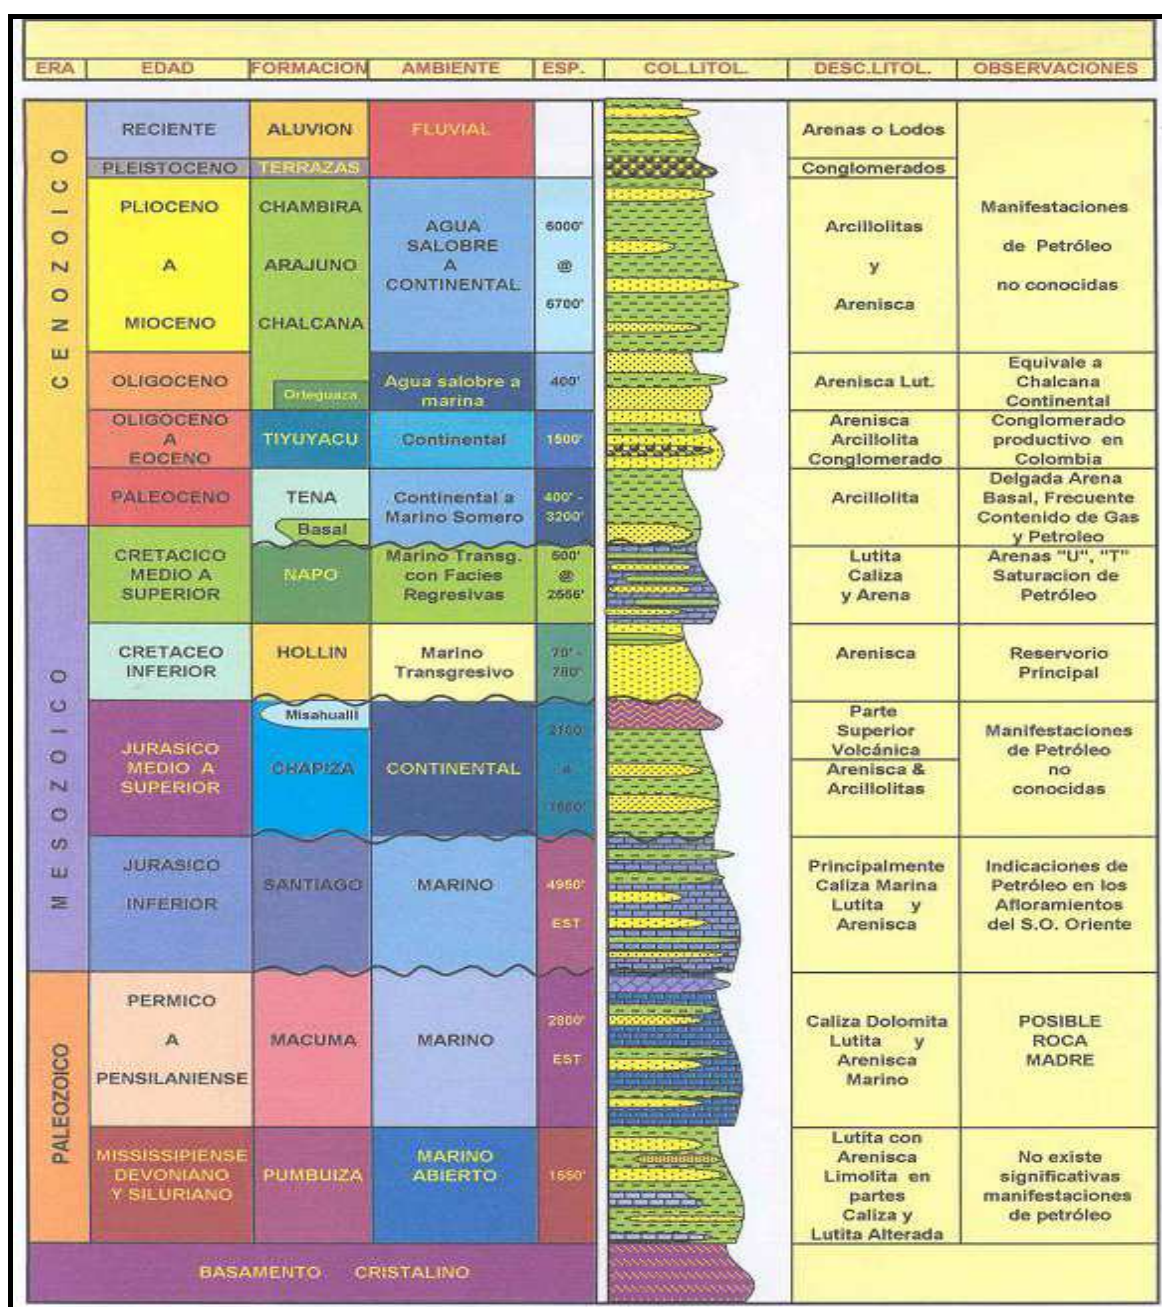 ERA EDAD FORMACION AMBIENTE ESP. COL.LITOL. DESC.LITOL. OBSERVACIONES
CENOZOICO
RECIENTE
ALUVION
FLUVIAL
Arenas o Lodos
PLEISTOCENO
TERRAZAS
Conglomerados
PLIOCENO
A
MIOCENO
CHAMBIRA
ARAJUNO
CHALCANA
AGUA
SALOBRE
A
CONTINENTAL
6000'
@
6700'
Arcillolitas
y
Arenisca
Manifestaciones
de Petróleo
no conocidas
OLIGOCENO
Orteguaza
Agua salobre a
marina
400'
Arenisca Lut.
Equivale a
Chalcana
Continental
OLIGOCENO
A
EOCENO
TIYUYACU
Continental
1500'
Arenisca
Arcillolita
Conglomerado
Conglomerado
productivo en
Colombia
PALEOCENO
TENA
Basal
Continental a
Marino Somero
400' -
3200'
Arcillolita
Delgada Arena
Basal, Frecuente
Contenido de Gas
y Petroleo
MESOZOICO
CRETACICO
MEDIO A
SUPERIOR
NAPO
Marino Transg.
con Facies
Regresivas
@
Lutita
Caliza
y Arena
Arenas "U", "T"
Saturacion de
Petróleo
CRETACEO
INFERIOR
HOLLIN
Marino
Transgresivo
Arenisca
Reservorio
Principal
JURASICO
MEDIO A
SUPERIOR
Misahualli
CHAPIZA
CONTINENTAL
Parte
Superior
Volcánica
Arenisca &
Arcillolitas
Manifestaciones
de Petróleo
no
conocidas
JURASICO
INFERIOR
SANTIAGO
MARINO
4950'
EST
Principalmente
Caliza Marina
Lutita y
Arenisca
Indicaciones de
Petróleo en los
Afloramientos
del S.O. Oriente
PALEOZOICO
PERMICO
A
PENSILANIENSE
MACUMA
MARINO
2800'
EST
Caliza Dolomita
Lutita y
Arenisca
Marino
POSIBLE
ROCA
MADRE
MISSISSIPIENSE
DEVONIANO
Y SILURIANO
PUMBUIZA
MARINO
ABIERTO
Lutita con
Arenisca
Limolita en
partes
Caliza y
Lutita Alterada
No existe
significativas
manifestaciones
de petróleo
BASAMENTO CRISTALINO